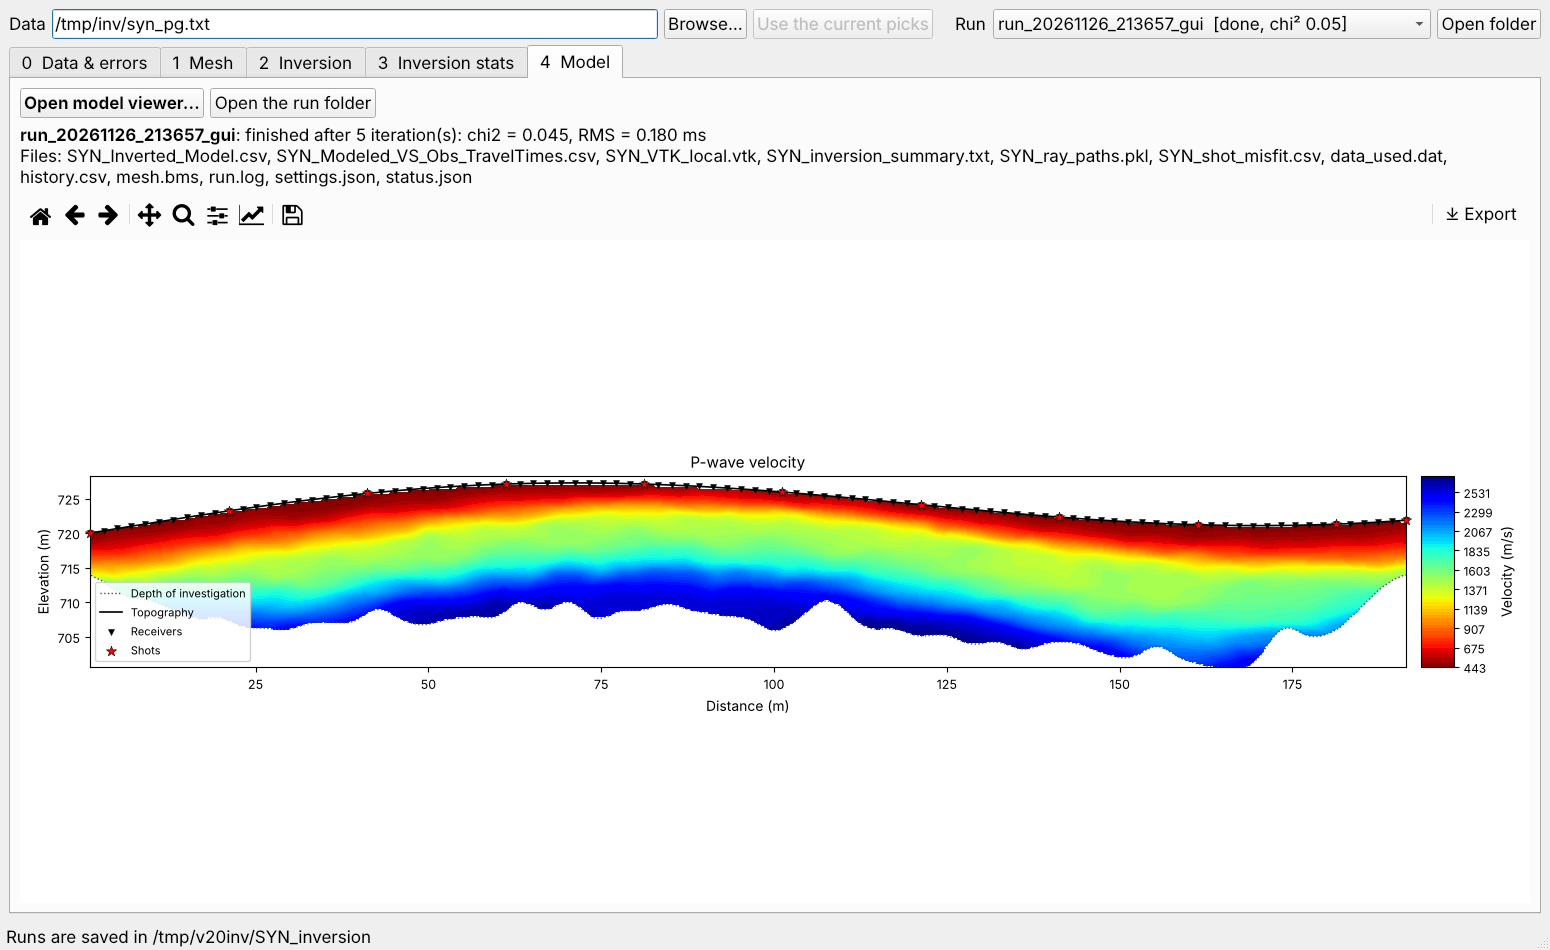 Data /tmp/inv/syn_pg.txt Browse... Use the current picks Run run_20261126_213657_gui [done, chi² 0.05] Open folder
0 Data & errors 1 Mesh 2 Inversion 3 Inversion stats 4 Model
Open model viewer... Open the run folder
run_20261126_213657_gui: finished after 5 iteration(s): chi2 = 0.045, RMS = 0.180 ms
Files: SYN_Inverted_Model.csv, SYN_Modeled_VS_Obs_TravelTimes.csv, SYN_VTK_local.vtk, SYN_inversion_summary.txt, SYN_ray_paths.pkl, SYN_shot_misfit.csv, data_used.dat,
history.csv, mesh.bms, run.log, settings.json, status.json
Export
P-wave velocity
Elevation (m)
725
720
715
710
705
Depth of investigation
Topography
Receivers
Shots
25 50 75 100 125 150 175
Distance (m)
2531
2299
2067
1835
1603
1371
1139
907
675
443
Velocity (m/s)
Runs are saved in /tmp/v20inv/SYN_inversion